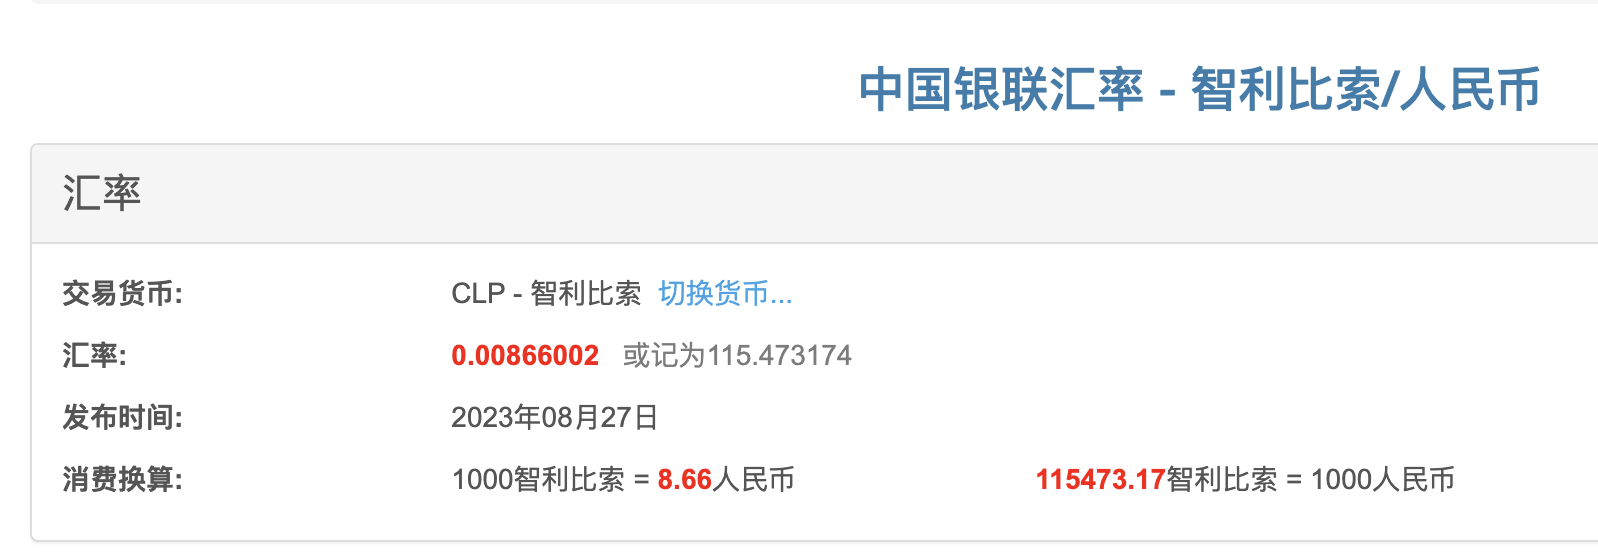 中国银联汇率 - 智利比索/人民币
汇率
交易货币: CLP - 智利比索 切换货币...
汇率: 0.00866002 或记为115.473174
发布时间: 2023年08月27日
消费换算: 1000智利比索 = 8.66人民币 115473.17智利比索 = 1000人民币